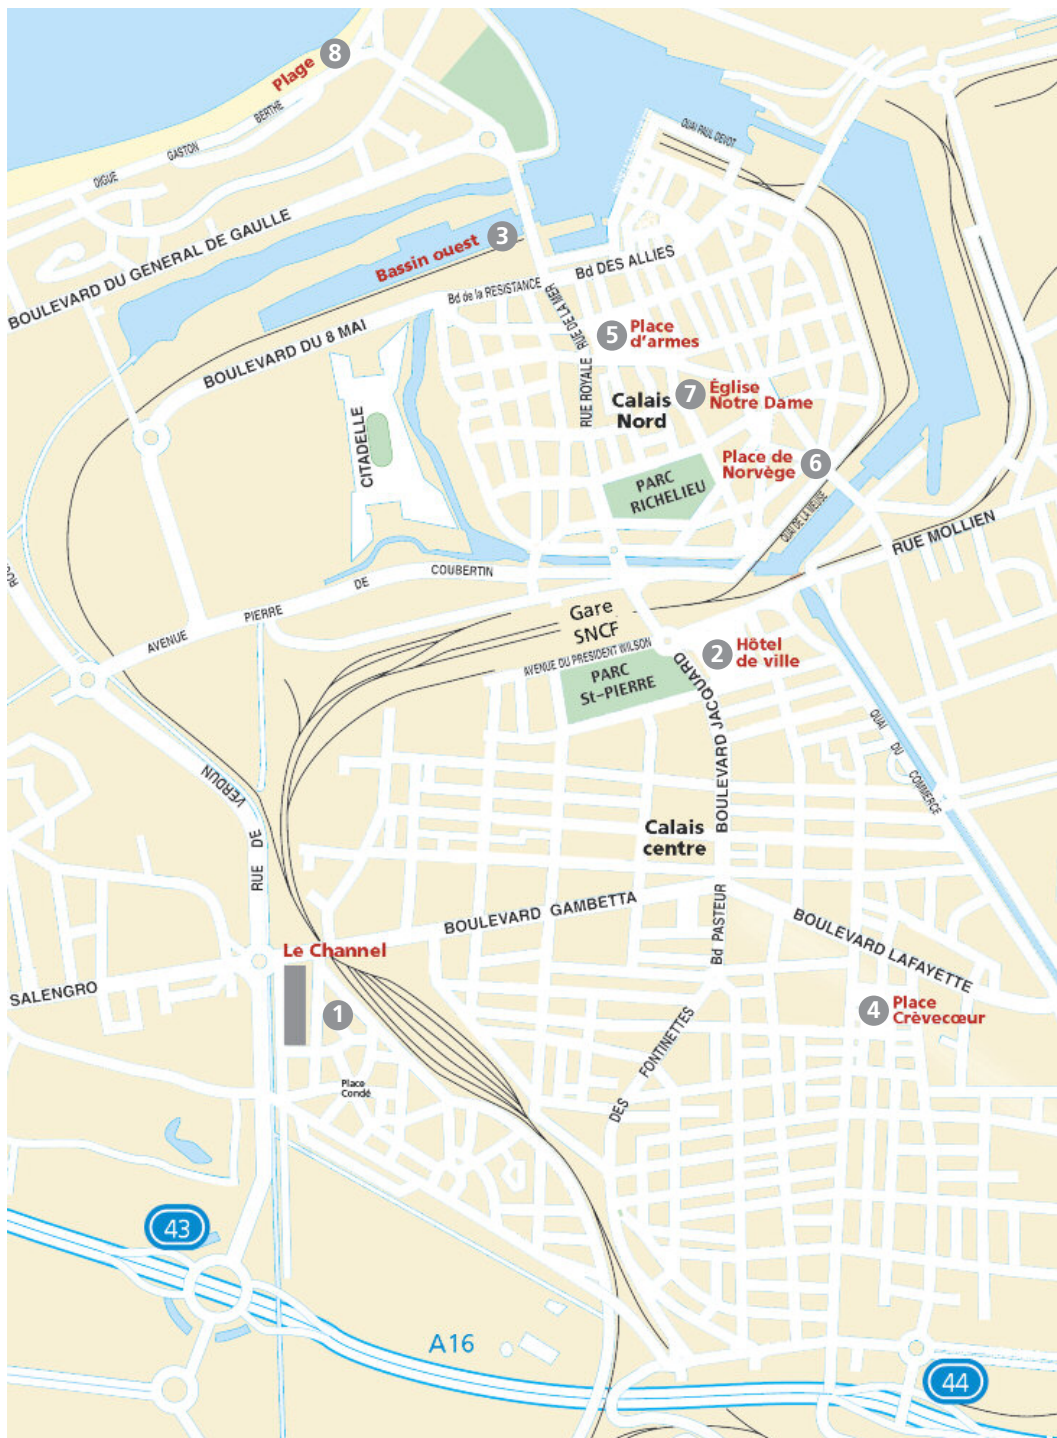 8
Plage
QUAI PAUL DEVOT
BERTHE
GASTON
DIGUE
BOULEVARD DU GENERAL DE GAULLE
3
Bassin ouest
Bd DES ALLIES
Bd de la RESISTANCE
RUE DE LA MER
BOULEVARD DU 8 MAI
5
Place
d'armes
RUE ROYALE
7
Église
Notre Dame
Calais
Nord
CITADELLE
Place de
Norvège
6
PARC
RICHELIEU
QUAI DE LA MEUSE
RUE MOLLIEN
AVENUE PIERRE DE COUBERTIN
Gare
SNCF
AVENUE DU PRESIDENT WILSON
2
Hôtel
de ville
PARC
St-PIERRE
BOULEVARD JACQUARD
QUAI DU COMMERCE
RUE DE VERDUN
Calais
centre
BOULEVARD GAMBETTA
Bd PASTEUR
BOULEVARD LAFAYETTE
Le Channel
SALENGRO
1
4
Place
Crèvecœur
DES FONTINETTES
Place
Condé
43
A16
44